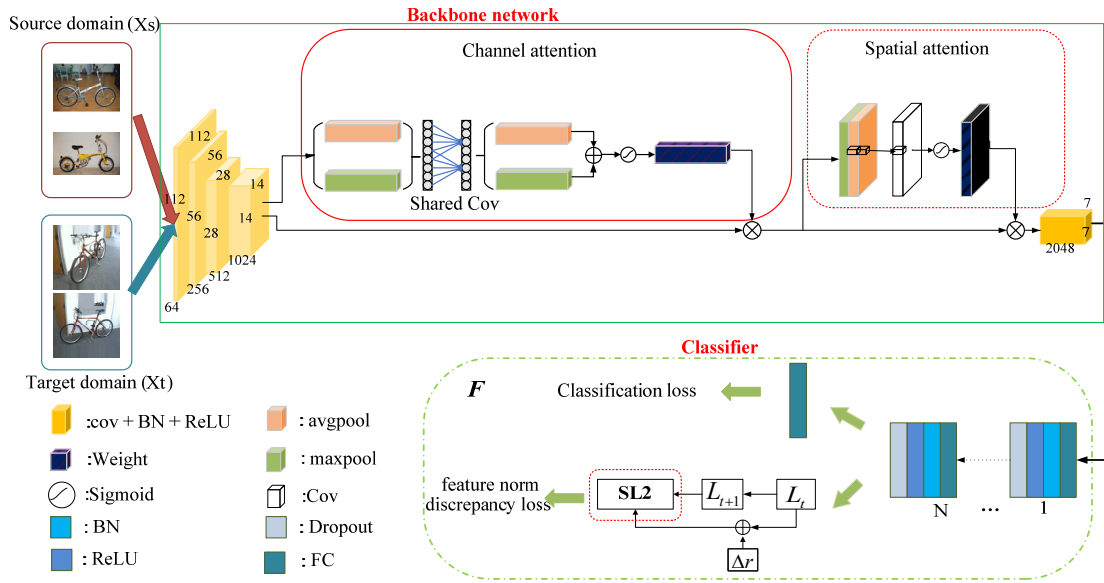 Source domain (Xs)
Backbone network
Channel attention
Spatial attention
112
56
28
14
112
56
28
14
1024
512
256
64
Shared Cov
7
7
2048
Target domain (Xt)
:cov + BN + ReLU
: avgpool
:Weight
: maxpool
:Sigmoid
:Cov
: BN
: Dropout
: ReLU
: FC
Classifier
F
Classification loss
feature norm
discrepancy loss
SL2
Lt+1
Lt
Δr
N
...
1